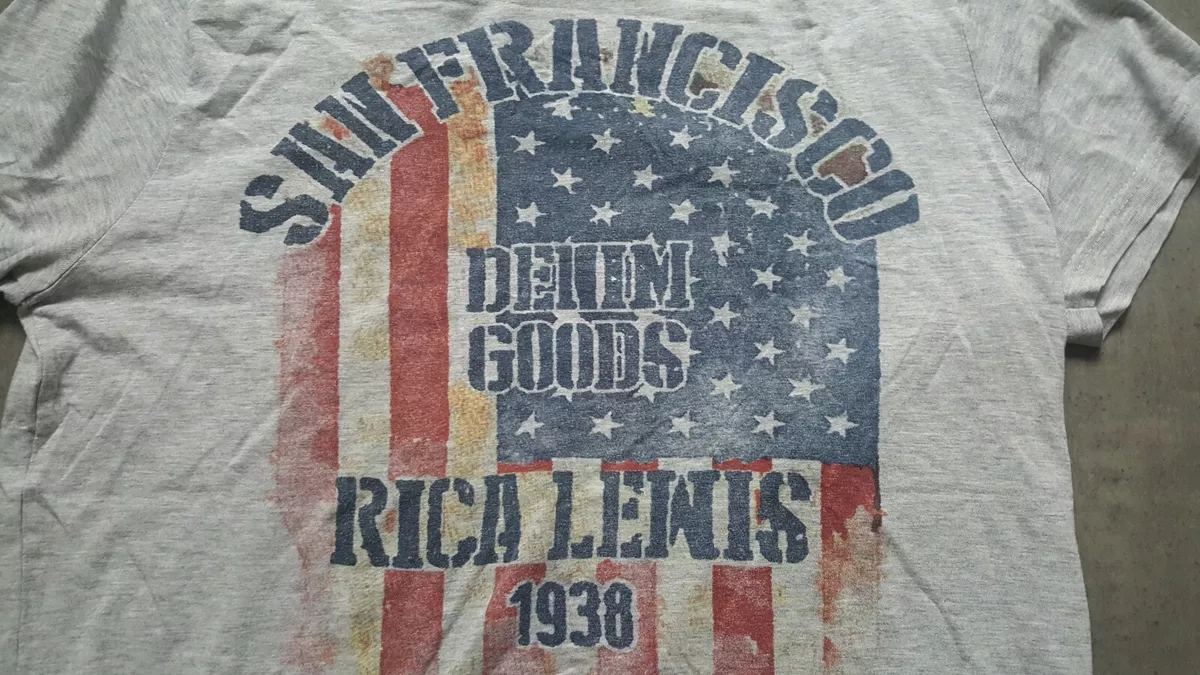 SAN FRANCISCO
DENIM
GOODS
RICA LEWIS
1938